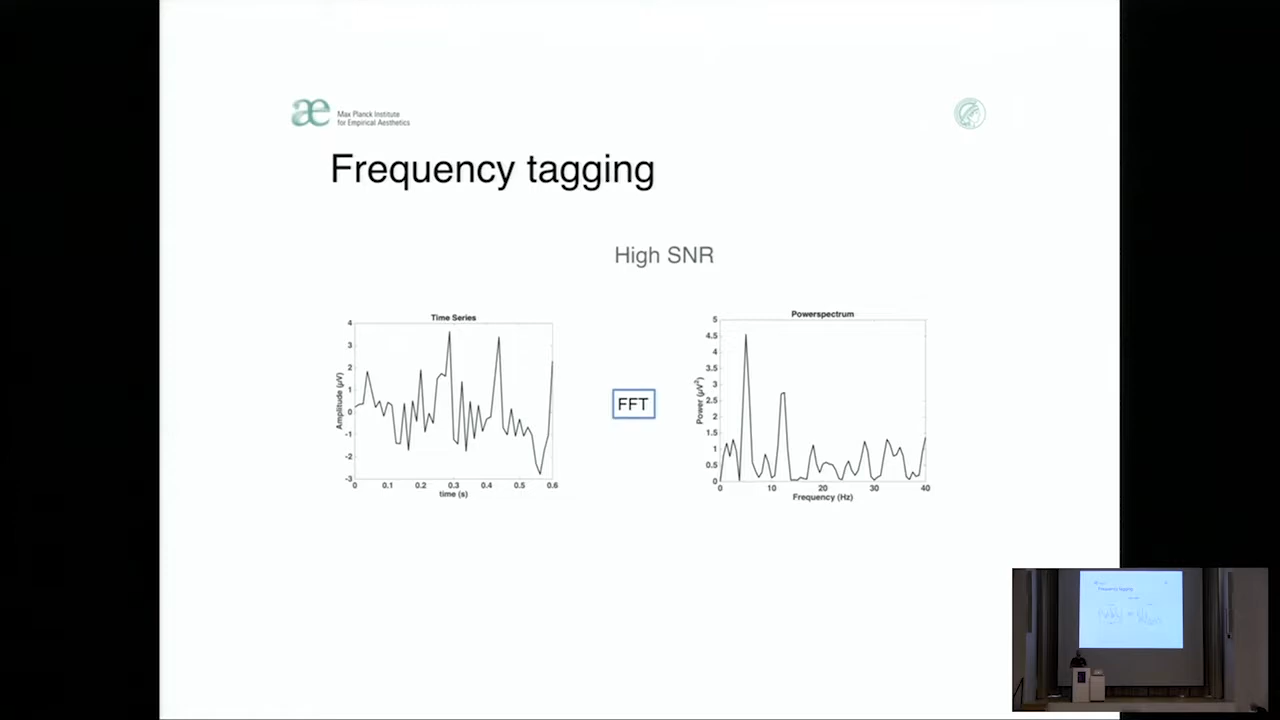 æ Max Planck Institute
for Empirical Aesthetics
Frequency tagging
High SNR
Time Series
4
3
2
1
0
-1
-2
-3
Amplitude (µV)
0 0.1 0.2 0.3 0.4 0.5 0.6
time (s)
FFT
Powerspectrum
5
4.5
4
3.5
3
2.5
2
1.5
1
0.5
0
Power (µV²)
0 10 20 30 40
Frequency (Hz)
Frequency tagging